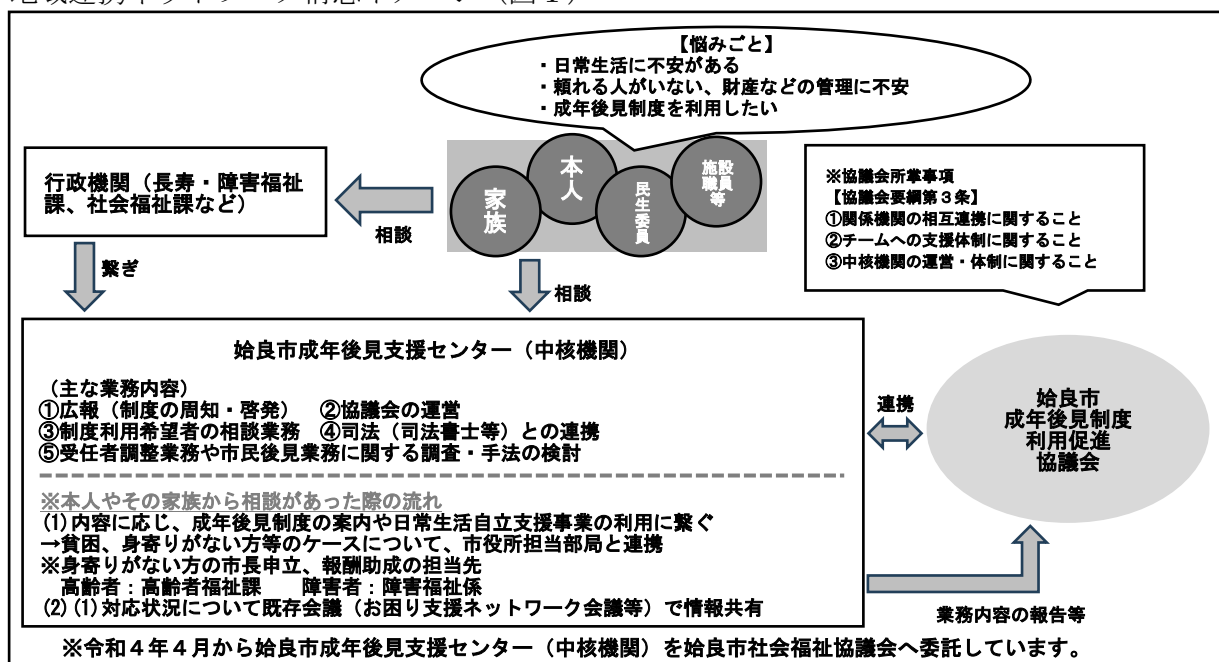 地域連携ネットワーク構想イメージ（図１）
【悩みごと】
・日常生活に不安がある
・頼れる人がいない、財産などの管理に不安
・成年後見制度を利用したい
行政機関（長寿・障害福祉
課、社会福祉課など）
相談
家族
本人
民生委員
施設
職員等
※協議会所掌事項
【協議会要綱第３条】
①関係機関の相互連携に関すること
②チームへの支援体制に関すること
③中核機関の運営・体制に関すること
繋ぎ
相談
姶良市成年後見支援センター（中核機関）
（主な業務内容）
①広報（制度の周知・啓発）　②協議会の運営
③制度利用希望者の相談業務　④司法（司法書士等）との連携
⑤受任者調整業務や市民後見業務に関する調査・手法の検討
※本人やその家族から相談があった際の流れ
(1)内容に応じ、成年後見制度の案内や日常生活自立支援事業の利用に繋ぐ
→貧困、身寄りがない方等のケースについて、市役所担当部局と連携
※身寄りがない方の市長申立、報酬助成の担当先
高齢者：高齢者福祉課　　障害者：障害福祉係
(2)(1)対応状況について既存会議（お困り支援ネットワーク会議等）で情報共有
連携
姶良市
成年後見制度
利用促進
協議会
業務内容の報告等
※令和４年４月から姶良市成年後見支援センター（中核機関）を姶良市社会福祉協議会へ委託しています。